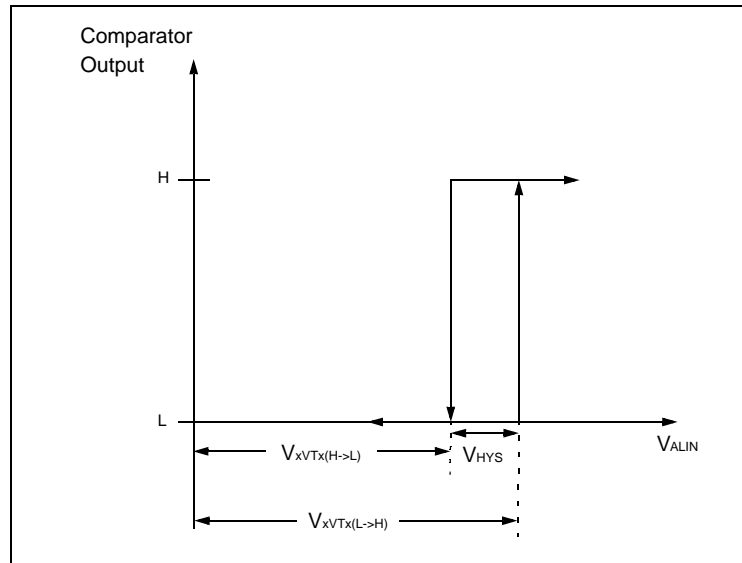 Comparator
Output
H
L
VALIN
VxVTx(H->L)
VHYS
VxVTx(L->H)